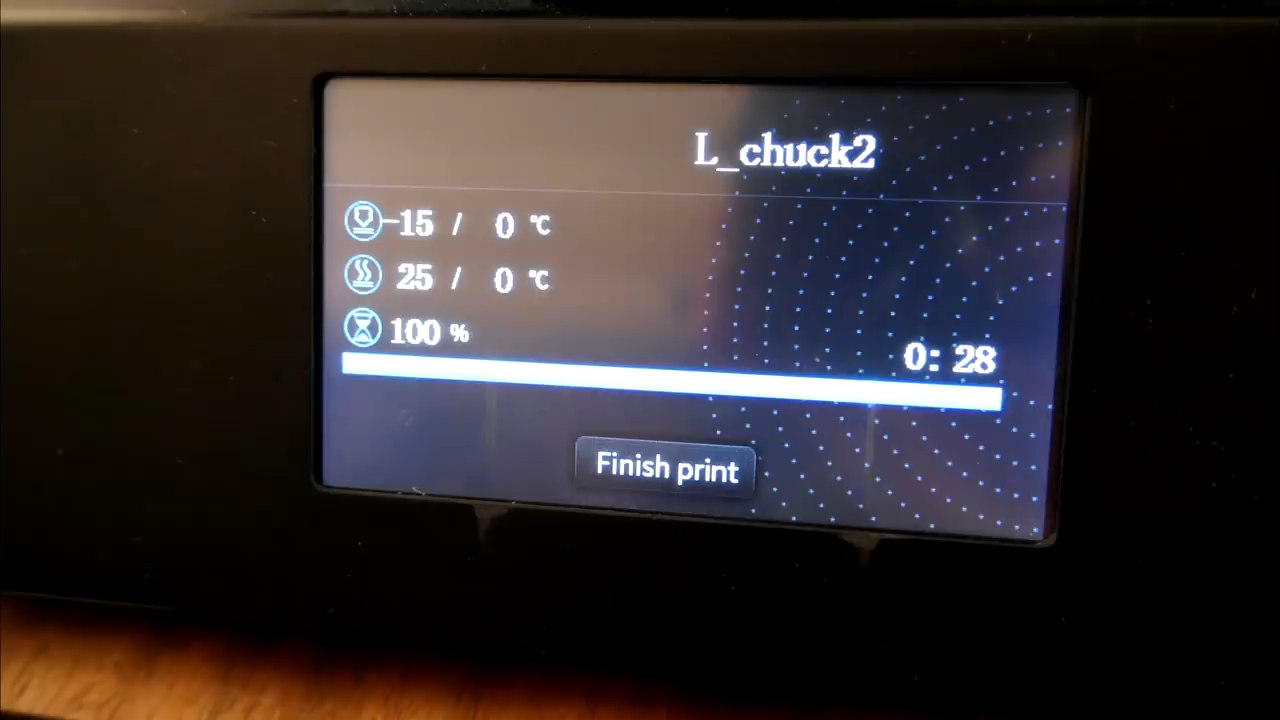 L_chuck2
-15 / 0 ℃
25 / 0 ℃
100 %
0: 28
Finish print